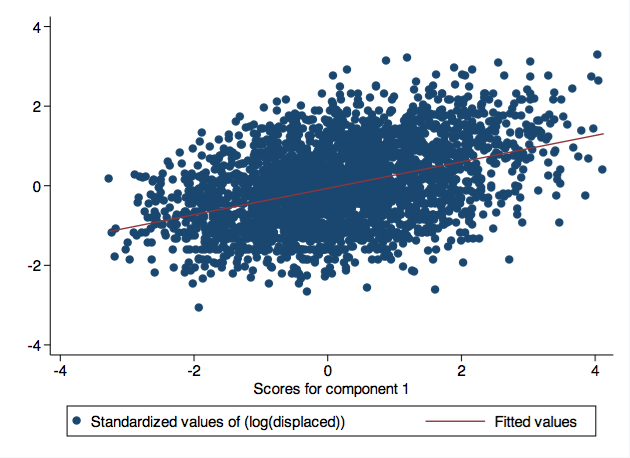 4
2
0
-2
-4
-4 -2 0 2 4
Scores for component 1
Standardized values of (log(displaced)) Fitted values